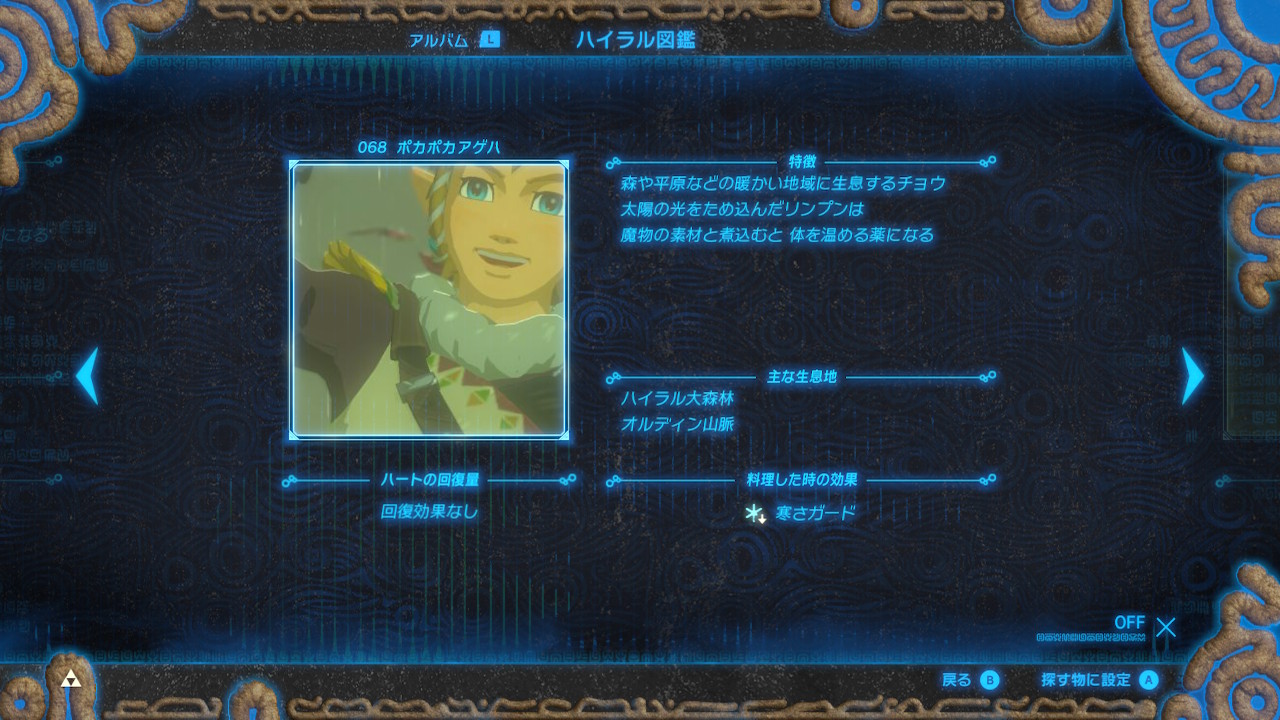 アルバム L
ハイラル図鑑
068 ポカポカアゲハ
特徴
森や平原などの暖かい地域に生息するチョウ
太陽の光をため込んだリンプンは
魔物の素材と煮込むと 体を温める薬になる
主な生息地
ハイラル大森林
オルディン山脈
ハートの回復量
回復効果なし
料理した時の効果
寒さガード
になる
OFF
戻る B
探す物に設定 A